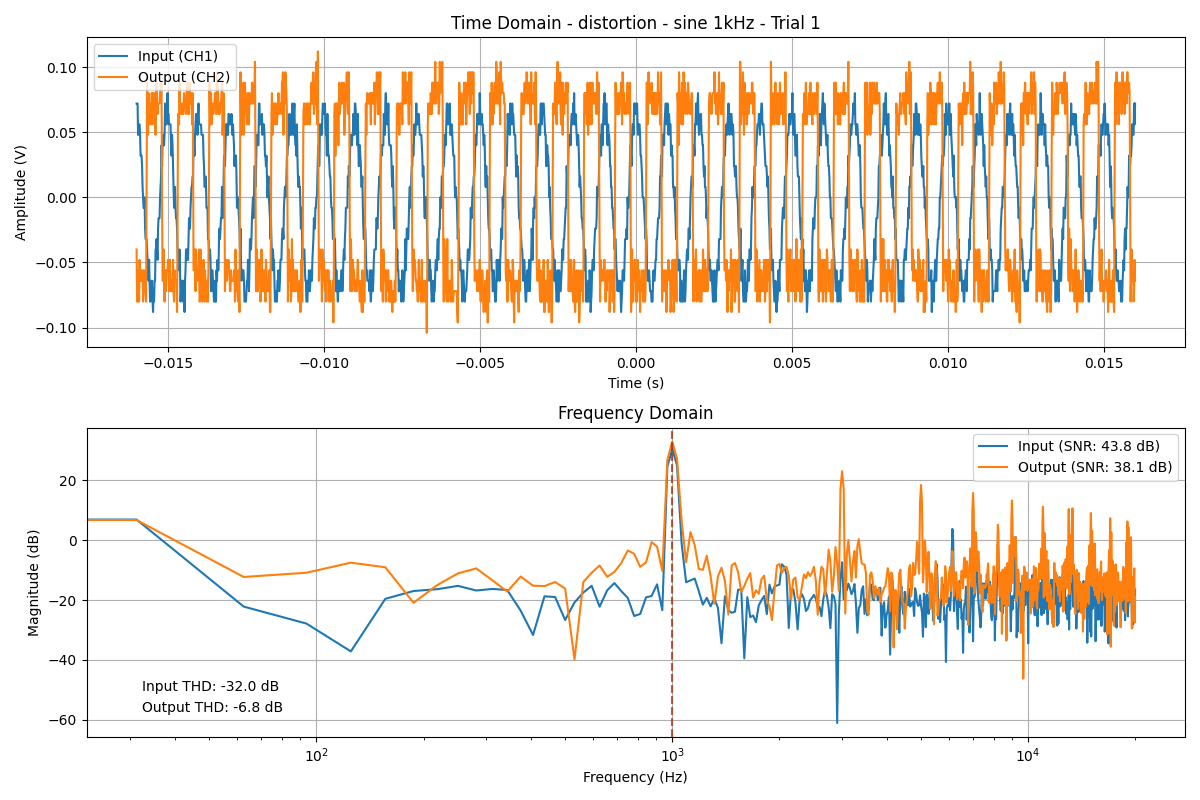 Time Domain - distortion - sine 1kHz - Trial 1
Input (CH1)
Output (CH2)
Amplitude (V)
0.10
0.05
0.00
−0.05
−0.10
−0.015
−0.010
−0.005
0.000
0.005
0.010
0.015
Time (s)
Frequency Domain
Input (SNR: 43.8 dB)
Output (SNR: 38.1 dB)
Magnitude (dB)
20
0
−20
−40
−60
Input THD: -32.0 dB
Output THD: -6.8 dB
10²
10³
10⁴
Frequency (Hz)